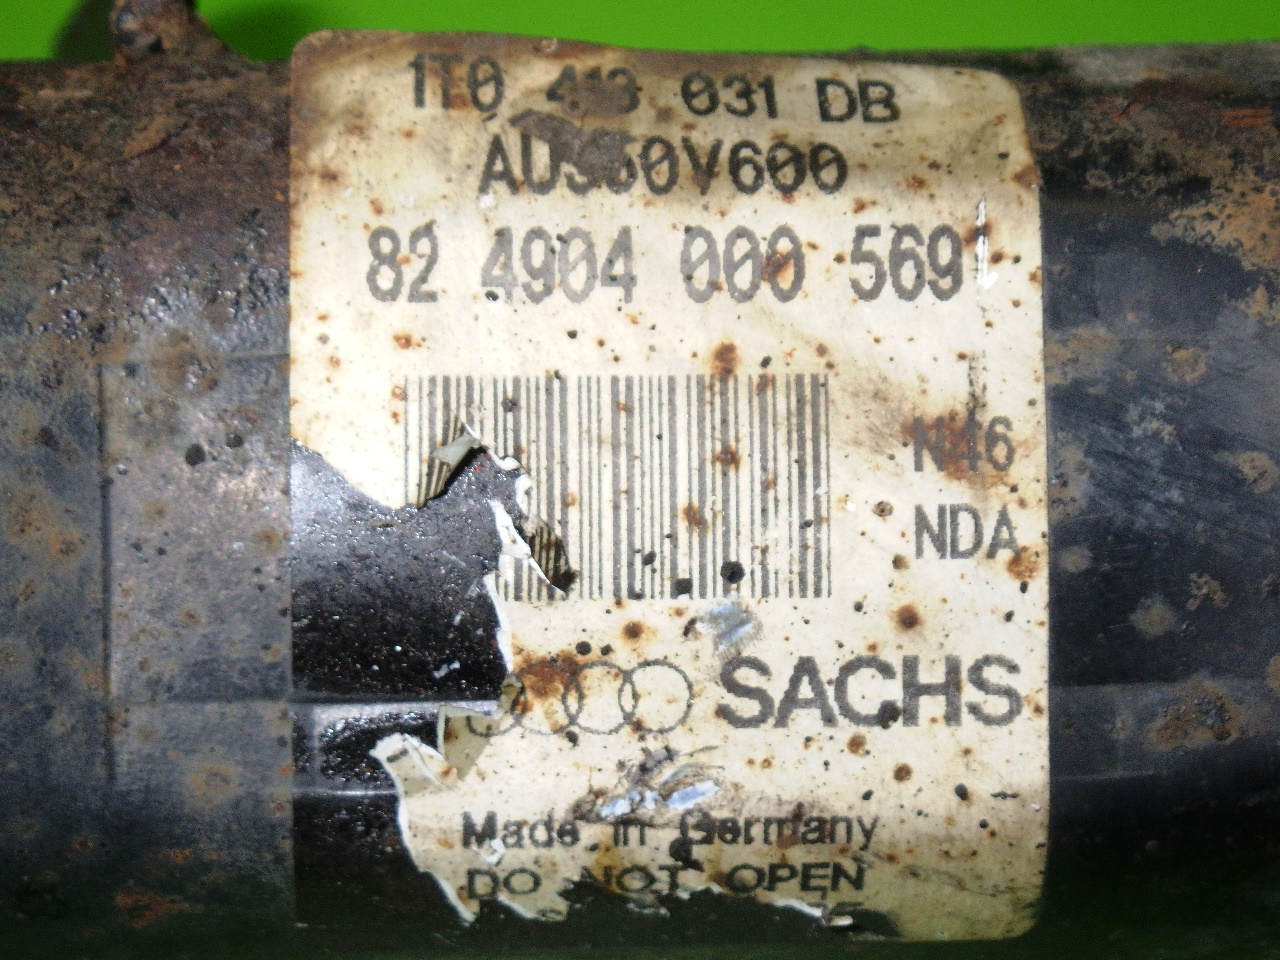 1T0 413 031 DB
82 4904 000 569
N46
NDA
SACHS
Made in Germany
DO NOT OPEN